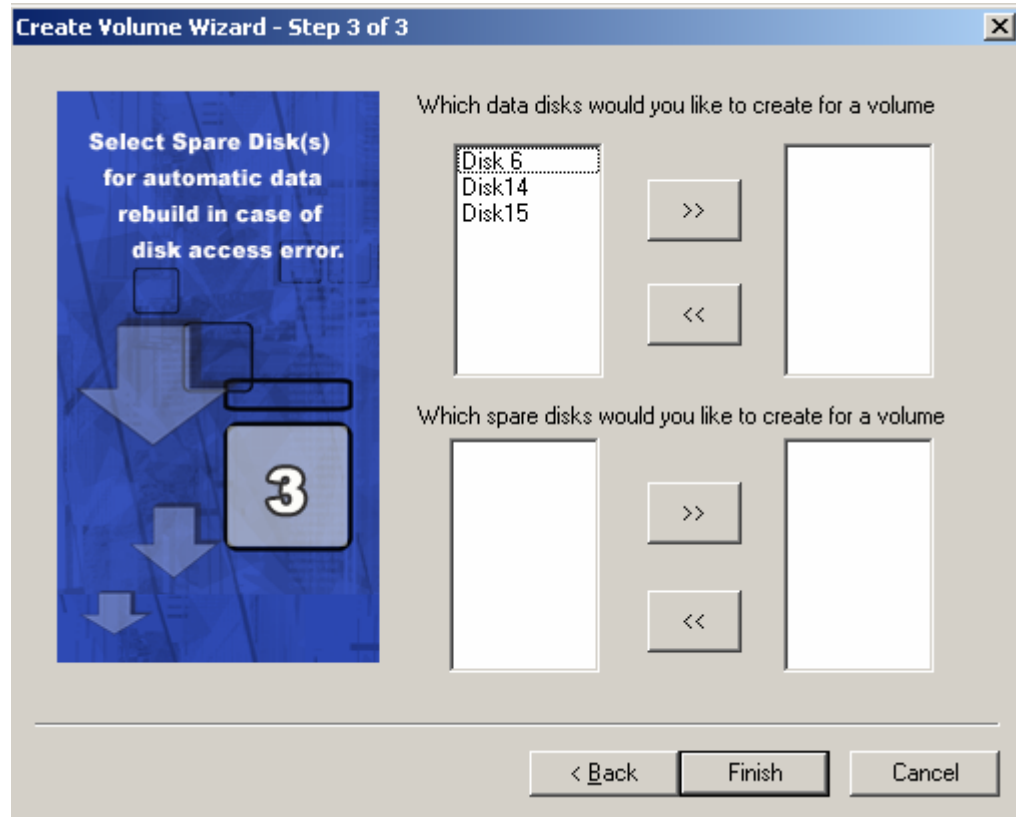 Create Volume Wizard - Step 3 of 3
Select Spare Disk(s)
for automatic data
rebuild in case of
disk access error.
3
Which data disks would you like to create for a volume
Disk 6
Disk14
Disk15
>>
<<
Which spare disks would you like to create for a volume
>>
<<
< Back
Finish
Cancel